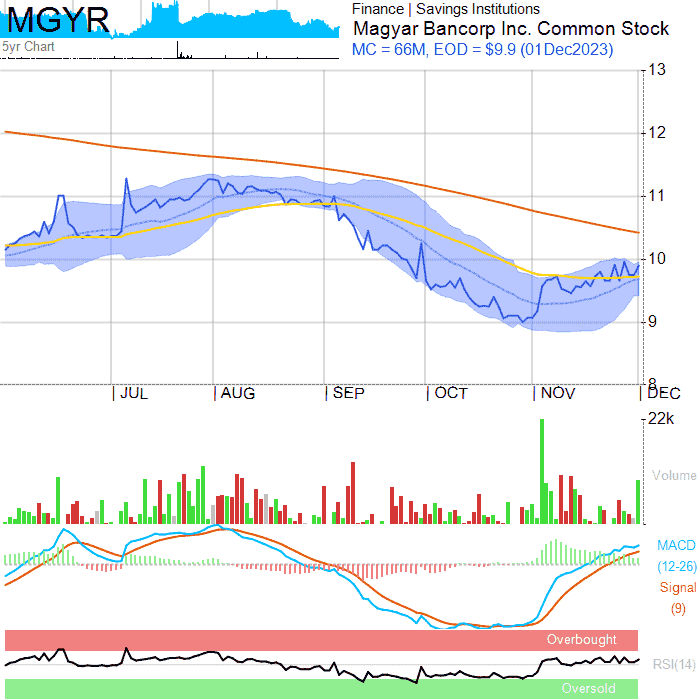 MGYR
5yr Chart
Finance | Savings Institutions
Magyar Bancorp Inc. Common Stock
MC = 66M, EOD = $9.9 (01Dec2023)
13
12
11
10
9
8
JUL AUG SEP OCT NOV DEC
22k
Volume
MACD
(12-26)
Signal
(9)
Overbought
RSI(14)
Oversold